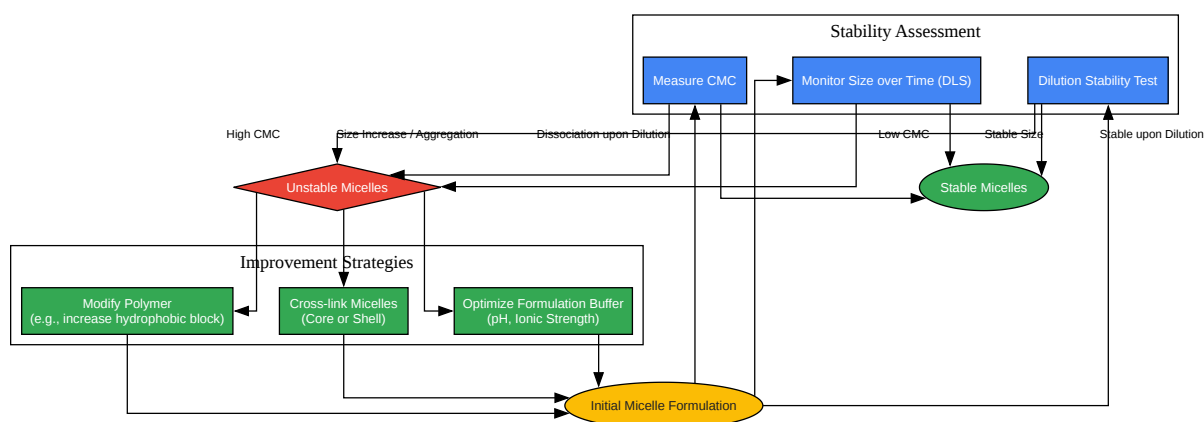 Stability Assessment
Measure CMC
Monitor Size over Time (DLS)
Dilution Stability Test
High CMC
Size Increase / Aggregation
Dissociation upon Dilution
Low CMC
Stable Size
Stable upon Dilution
Unstable Micelles
Stable Micelles
Improvement Strategies
Modify Polymer
(e.g., increase hydrophobic block)
Cross-link Micelles
(Core or Shell)
Optimize Formulation Buffer
(pH, Ionic Strength)
Initial Micelle Formulation